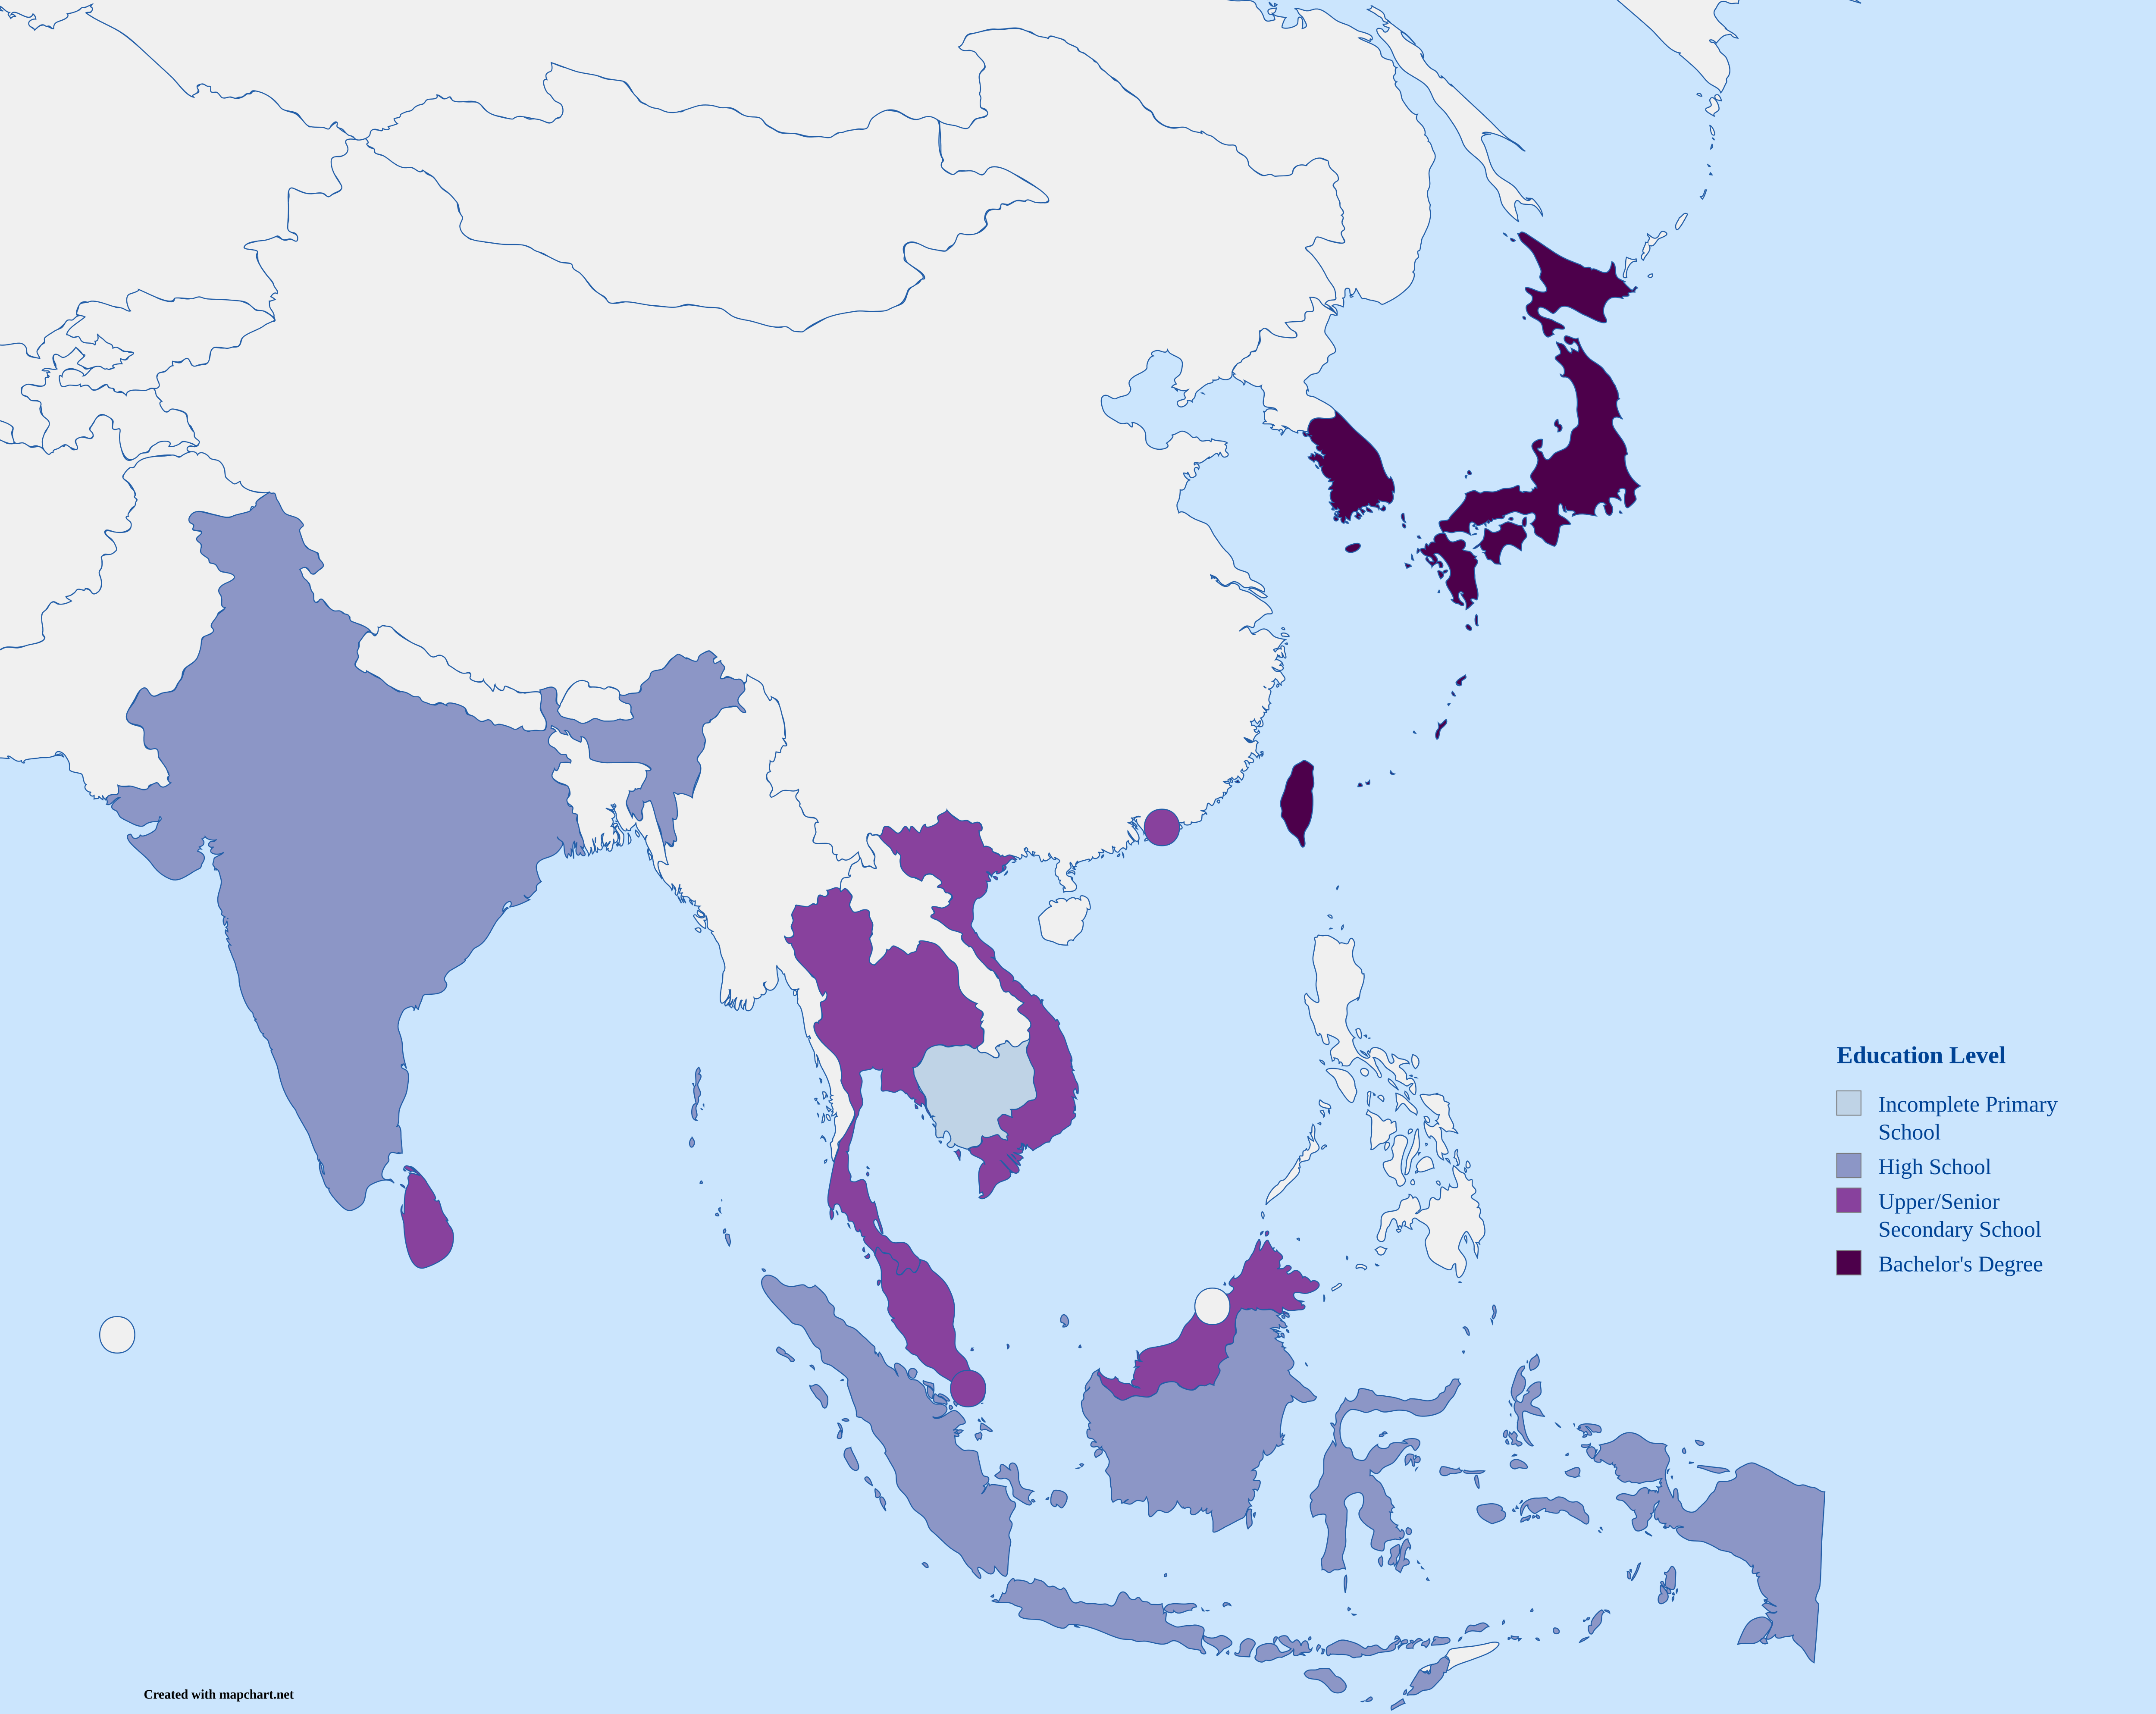 Education Level
Incomplete Primary
School
High School
Upper/Senior
Secondary School
Bachelor's Degree
Created with mapchart.net